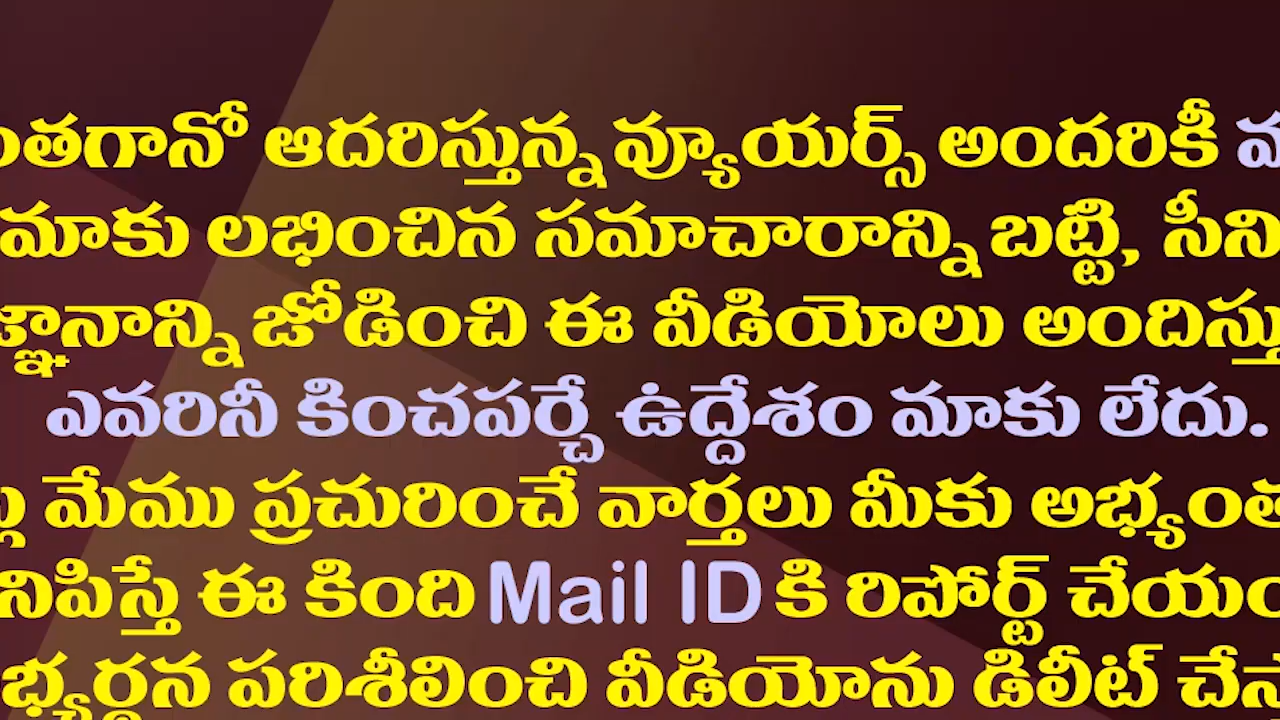 ఆదరిస్తున్న వ్యూయర్స్ అందరికీ
మాకు లభించిన సమాచారాన్ని బట్టి,
జోడించి ఈ వీడియోలు
ఎవరినీ కించపర్చే ఉద్దేశం మాకు లేదు.
మేము ప్రచురించే వార్తలు మీకు
ఈ కింది Mail ID కి రిపోర్ట్
పరిశీలించి వీడియోను డిలీట్